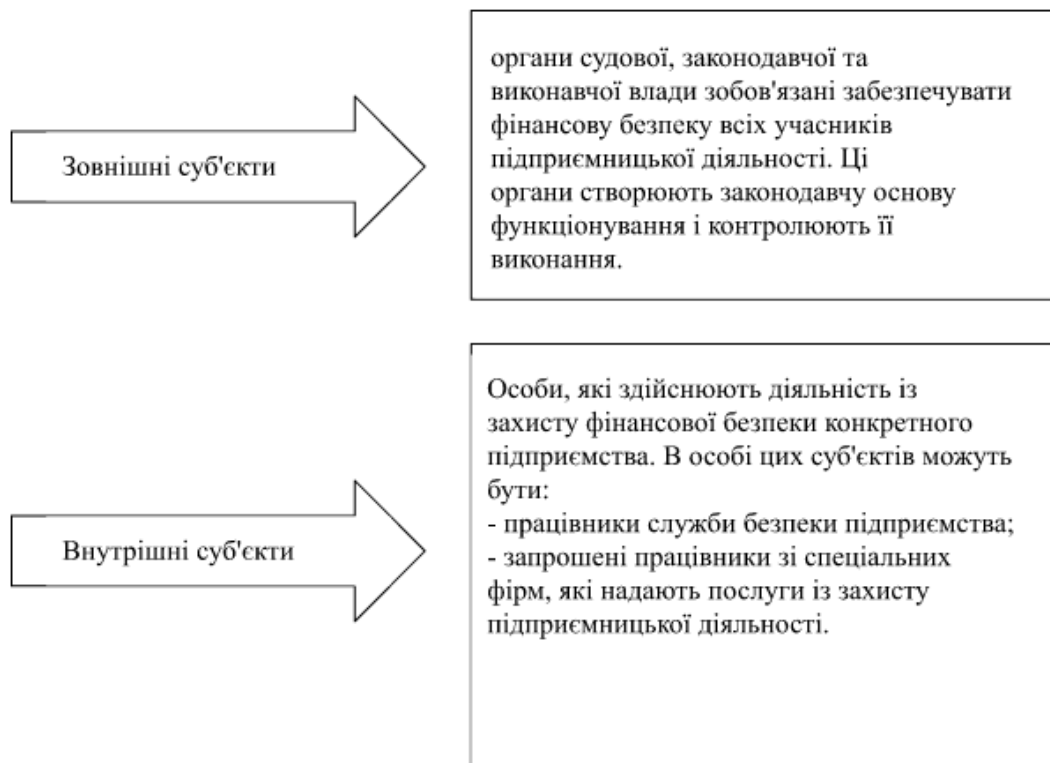 Зовнішні суб'єкти
органи судової, законодавчої та
виконавчої влади зобов'язані забезпечувати
фінансову безпеку всіх учасників
підприємницької діяльності. Ці
органи створюють законодавчу основу
функціонування і контролюють її
виконання.
Внутрішні суб'єкти
Особи, які здійснюють діяльність із
захисту фінансової безпеки конкретного
підприємства. В особі цих суб'єктів можуть
бути:
- працівники служби безпеки підприємства;
- запрошені працівники зі спеціальних
фірм, які надають послуги із захисту
підприємницької діяльності.